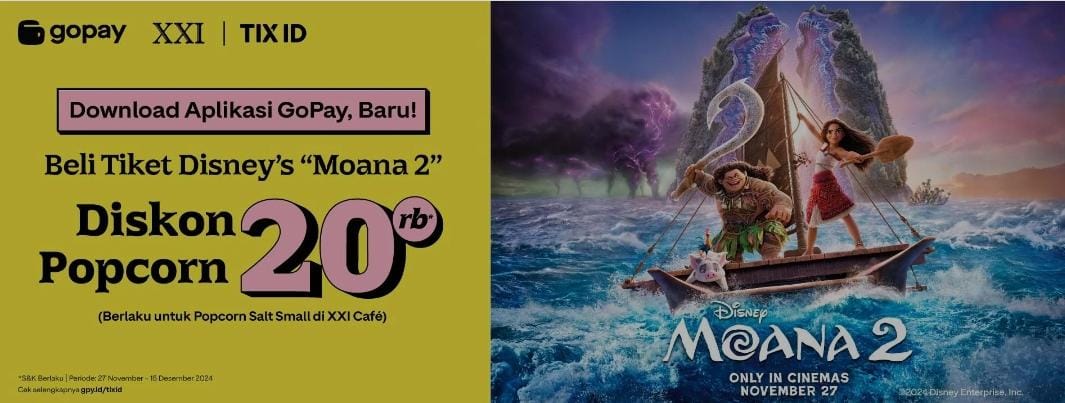 gopay XXI | TIX ID
Download Aplikasi GoPay, Baru!
Beli Tiket Disney's "Moana 2"
Diskon
Popcorn
20rb*
(Berlaku untuk Popcorn Salt Small di XXI Café)
*S&K Berlaku | Periode: 27 November - 15 Desember 2024
Cek selengkapnya gpy.id/tixid
Disney
MOANA 2
ONLY IN CINEMAS
NOVEMBER 27
©2024 Disney Enterprise, Inc.